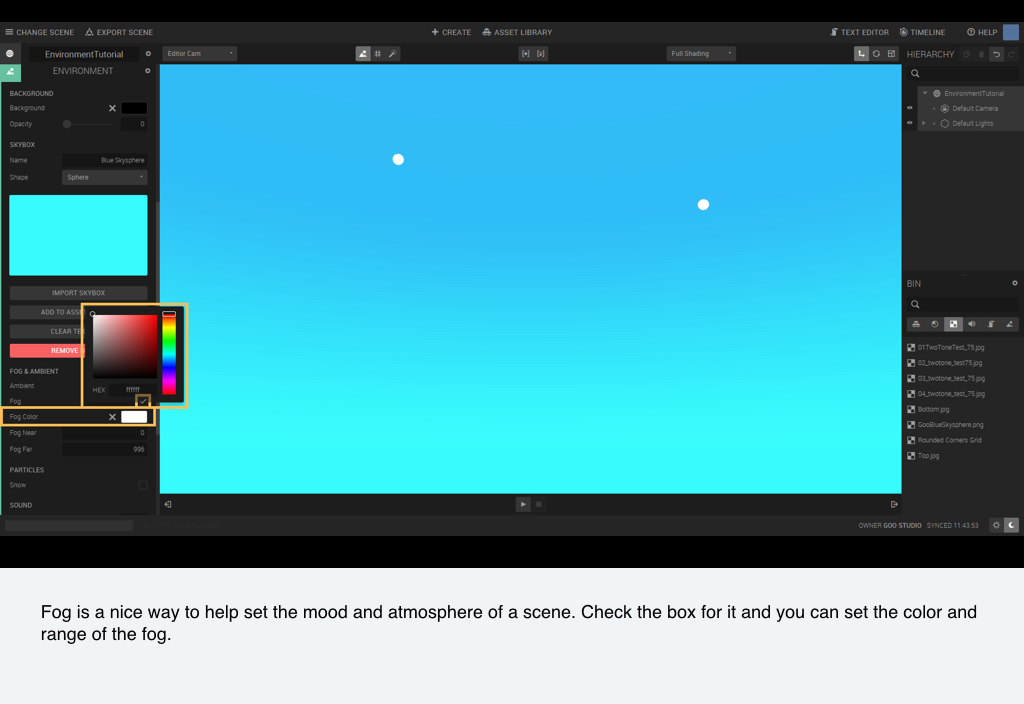 CHANGE SCENE EXPORT SCENE CREATE ASSET LIBRARY TEXT EDITOR TIMELINE HELP
EnvironmentTutorial Editor Cam Full Shading HIERARCHY
ENVIRONMENT
BACKGROUND
Background
Opacity 0
SKYBOX
Name Blue Skysphere
Shape Sphere
IMPORT SKYBOX
ADD TO ASS
CLEAR TE
REMOVE
HEX ffffff
FOG & AMBIENT
Ambient
Fog
Fog Color
Fog Near 0
Fog Far 996
PARTICLES
Snow
SOUND
EnvironmentTutorial
Default Camera
Default Lights
BIN
01TwoToneTest_75.jpg
02_twotone_test75.jpg
03_twotone_test_75.jpg
04_twotone_test_75.jpg
Bottom.jpg
GooBlueSkysphere.png
Rounded Corners Grid
Top.jpg
OWNER GOO STUDIO SYNCED 11:43:53
Fog is a nice way to help set the mood and atmosphere of a scene. Check the box for it and you can set the color and
range of the fog.